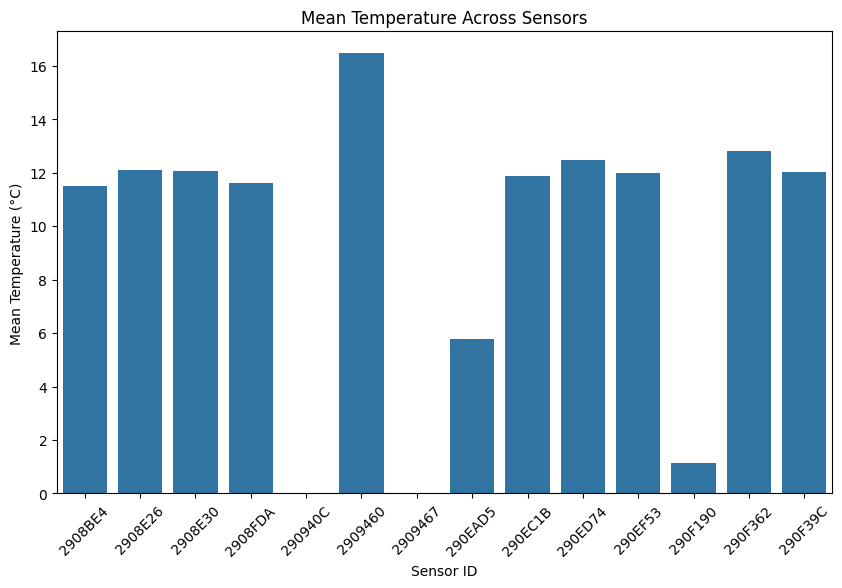 Mean Temperature Across Sensors
Mean Temperature (°C)
16
14
12
10
8
6
4
2
0
2908BE4
2908E26
2908E30
2908FDA
290940C
2909460
2909467
290EAD5
290EC1B
290ED74
290EF53
290F190
290F362
290F39C
Sensor ID